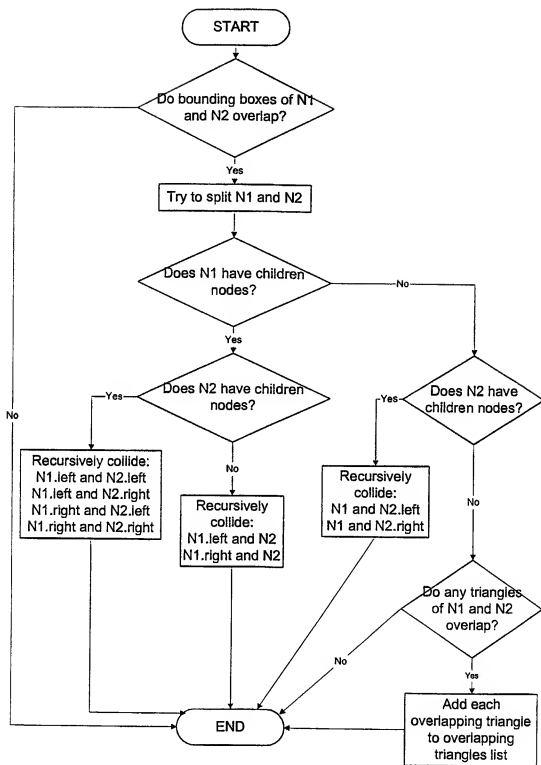 START
Do bounding boxes of N1
and N2 overlap?
Yes
Try to split N1 and N2
Does N1 have children
nodes?
No
Yes
Does N2 have children
nodes?
Yes
Does N2 have
children nodes?
Yes
No
Recursively collide:
N1.left and N2.left
N1.left and N2.right
N1.right and N2.left
N1.right and N2.right
No
Recursively
collide:
N1.left and N2
N1.right and N2
Recursively
collide:
N1 and N2.left
N1 and N2.right
No
Do any triangles
of N1 and N2
overlap?
No
Yes
END
Add each
overlapping triangle
to overlapping
triangles list